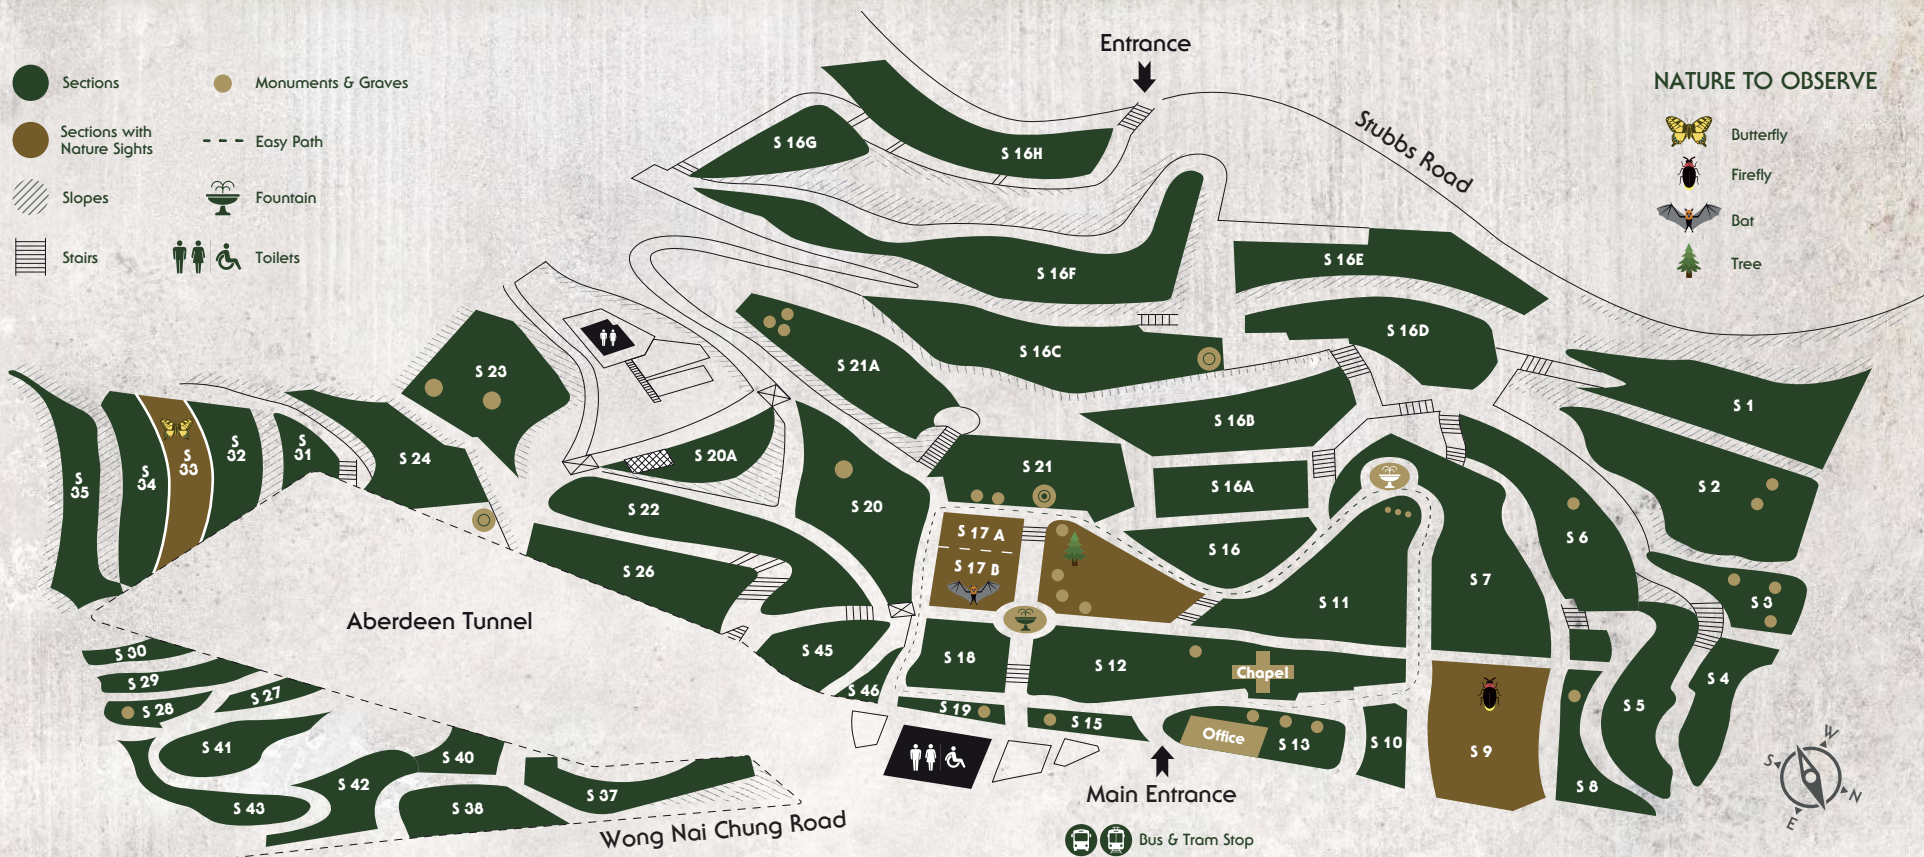 Sections
Monuments & Graves
Sections with
Nature Sights
Easy Path
Slopes
Fountain
Stairs
Toilets
Entrance
Stubbs Road
NATURE TO OBSERVE
Butterfly
Firefly
Bat
Tree
S 16G
S 16H
S 16F
S 16E
S 16D
S 16C
S 21A
S 23
S 1
S 16B
S 35
S 34
S 33
S 32
S 31
S 24
S 20A
S 21
S 16A
S 2
S 22
S 20
S 17 A
S 17 B
S 16
S 6
S 7
S 26
S 11
S 3
Aberdeen Tunnel
S 45
S 18
S 12
Chapel
S 46
S 4
S 5
S 30
S 29
S 28
S 27
S 19
S 15
Office
S 13
S 10
S 9
S 8
S 41
S 40
S 42
S 43
S 38
S 37
Wong Nai Chung Road
Main Entrance
Bus & Tram Stop
W
S
N
E